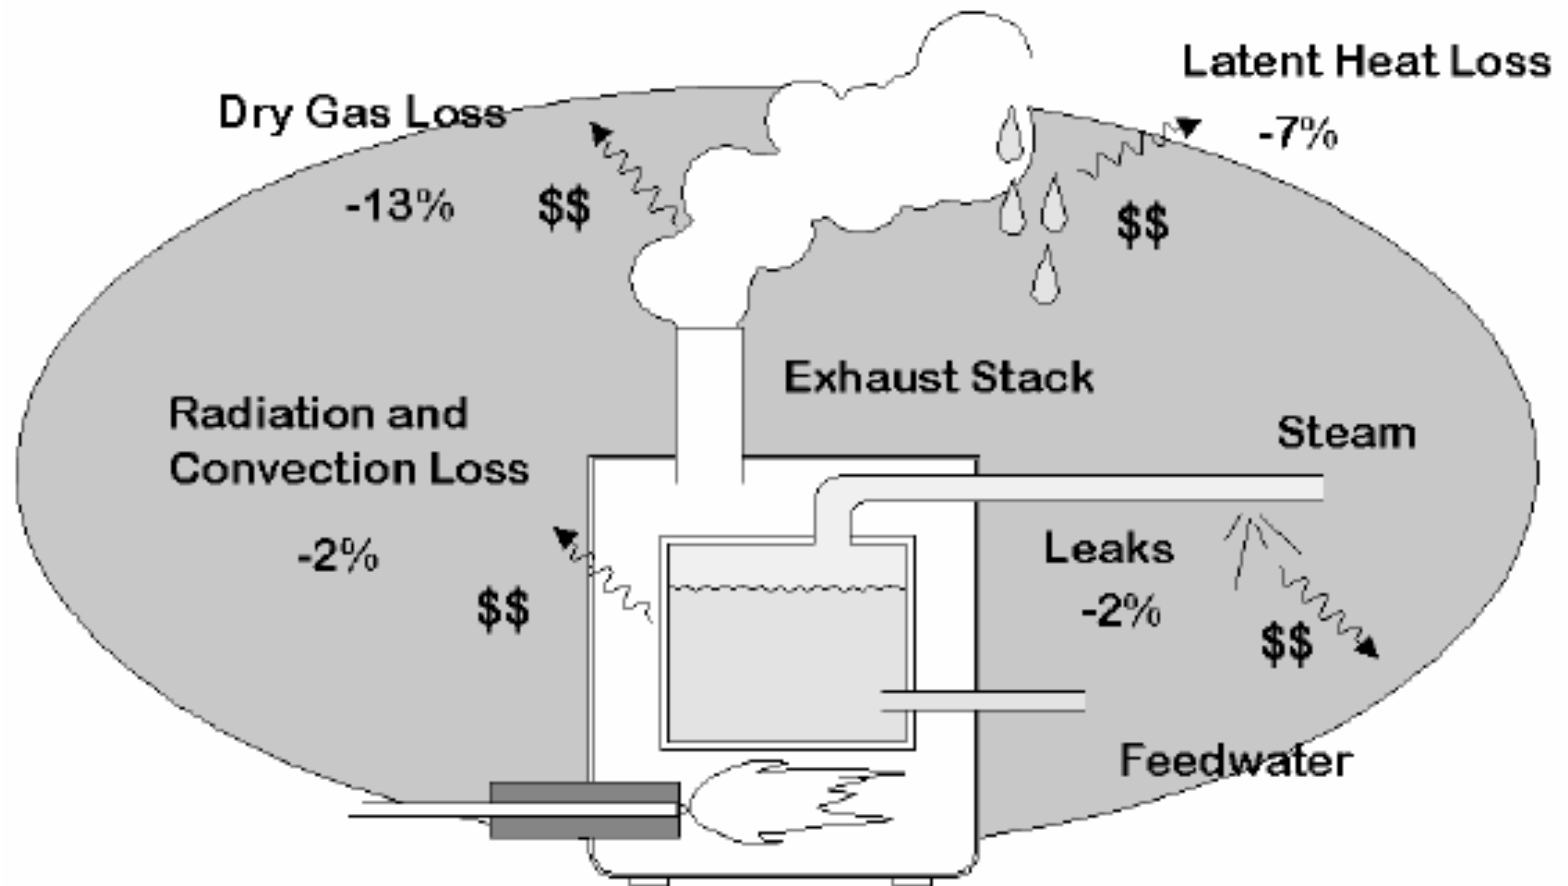 Latent Heat Loss
-7%
$$
Dry Gas Loss
-13%
$$
Exhaust Stack
Radiation and
Convection Loss
-2%
$$
Steam
Leaks
-2%
$$
Feedwater